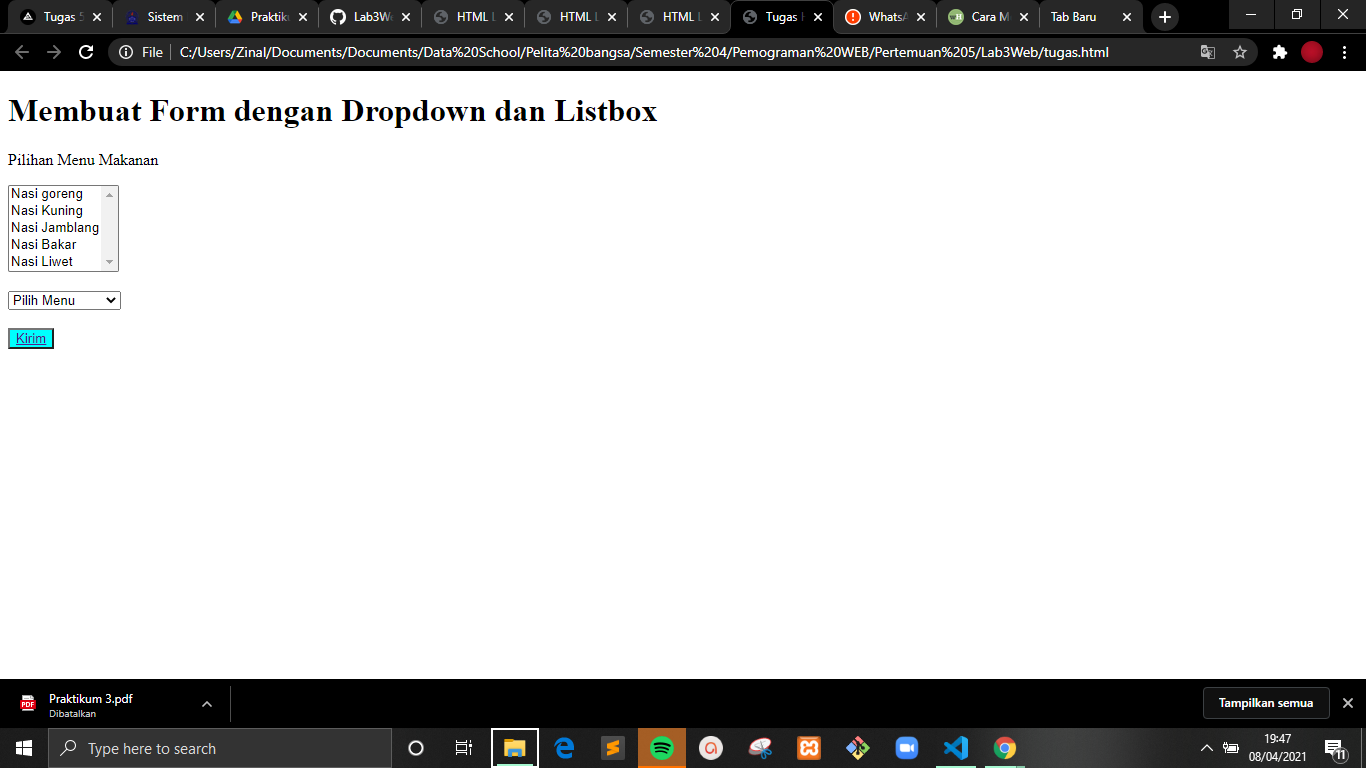 Tugas 5
Sistem
Praktiku
Lab3We
HTML L
HTML L
HTML L
Tugas H
WhatsA
Cara M
Tab Baru
File
C:/Users/Zinal/Documents/Documents/Data%20School/Pelita%20bangsa/Semester%204/Pemograman%20WEB/Pertemuan%205/Lab3Web/tugas.html
Membuat Form dengan Dropdown dan Listbox
Pilihan Menu Makanan
Nasi goreng
Nasi Kuning
Nasi Jamblang
Nasi Bakar
Nasi Liwet
Pilih Menu
Kirim
PDF
Praktikum 3.pdf
Dibatalkan
Tampilkan semua
Type here to search
19:47
08/04/2021
11